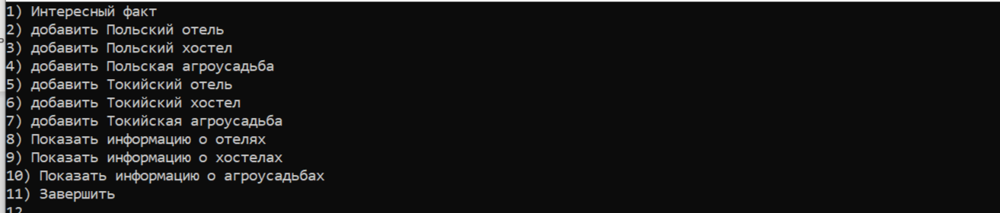 1) Интересный факт
2) добавить Польский отель
3) добавить Польский хостел
4) добавить Польская агроусадьба
5) добавить Токийский отель
6) добавить Токийский хостел
7) добавить Токийская агроусадьба
8) Показать информацию о отелях
9) Показать информацию о хостелах
10) Показать информацию о агроусадьбах
11) Завершить
12